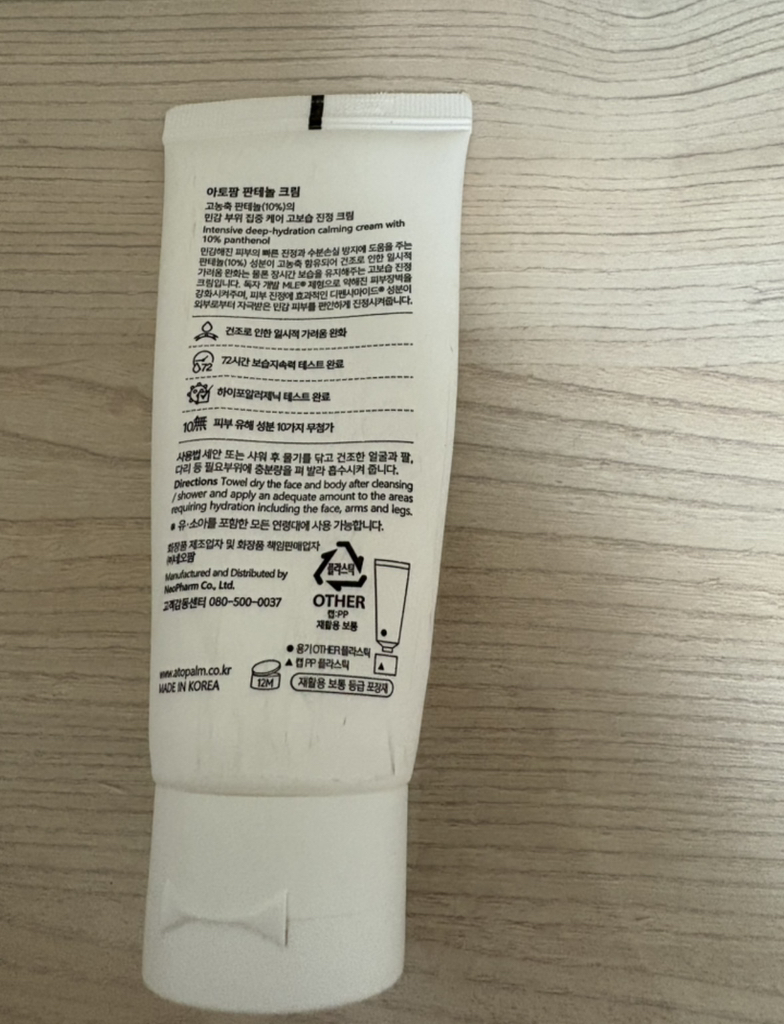 아토팜 판테놀 크림
고농축 판테놀(10%)의
민감 부위 집중 케어 고보습 진정 크림
Intensive deep-hydration calming cream with
10% panthenol
민감해진 피부의 빠른 진정과 수분손실 방지에 도움을 주는
판테놀(10%) 성분이 고농축 함유되어 건조로 인한 일시적
가려움 완화는 물론 장시간 보습을 유지해주는 고보습 진정
크림입니다. 독자 개발 MLE® 제형으로 약해진 피부장벽을
강화시켜주며, 피부 진정에 효과적인 디펜사마이드® 성분이
외부로부터 자극받은 민감 피부를 편안하게 진정시켜줍니다.
건조로 인한 일시적 가려움 완화
72
72시간 보습지속력 테스트 완료
하이포알러제닉 테스트 완료
10無 피부 유해 성분 10가지 무첨가
사용법 세안 또는 샤워 후 물기를 닦고 건조한 얼굴과 팔,
다리 등 필요부위에 충분량을 펴 발라 흡수시켜 줍니다.
Directions Towel dry the face and body after cleansing
/ shower and apply an adequate amount to the areas
requiring hydration including the face, arms and legs.
● 유·소아를 포함한 모든 연령대에 사용 가능합니다.
화장품 제조업자 및 화장품 책임판매업자
㈜네오팜
Manufactured and Distributed by
NeoPharm Co., Ltd.
고객감동센터 080-500-0037
플라스틱
OTHER
캡:PP
재활용 보통
● 용기 OTHER 플라스틱
▲ 캡 PP 플라스틱
www.atopalm.co.kr
MADE IN KOREA
12M
재활용 보통 등급 포장재